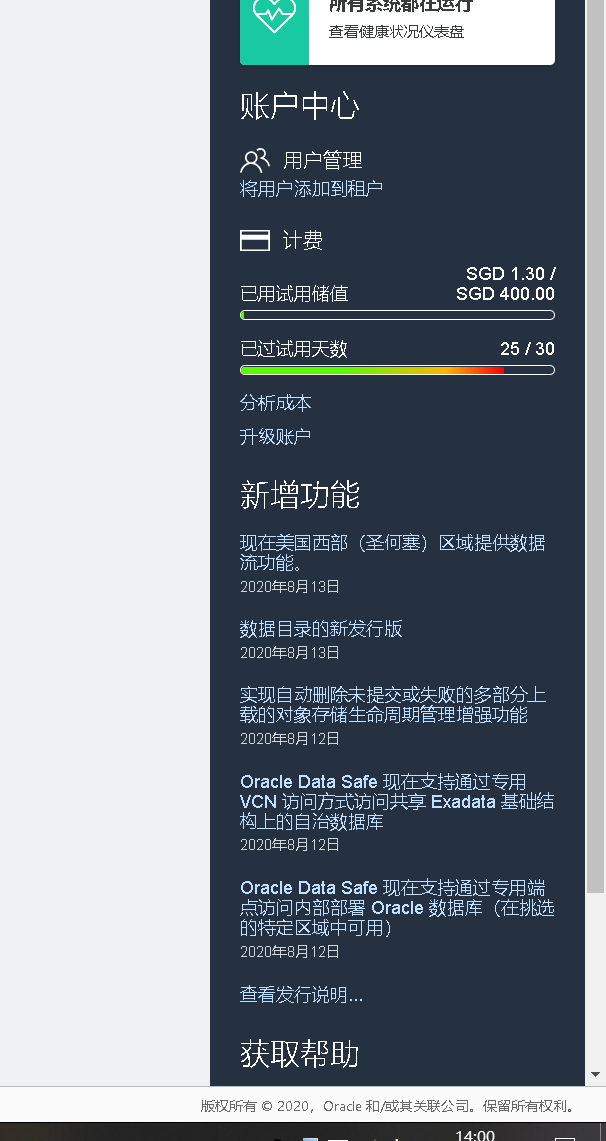 所有系统都在运行
查看健康状况仪表盘
账户中心
用户管理
将用户添加到租户
计费
SGD 1.30 /
已用试用储值 SGD 400.00
已过试用天数 25 / 30
分析成本
升级账户
新增功能
现在美国西部（圣何塞）区域提供数据
流功能。
2020年8月13日
数据目录的新发行版
2020年8月13日
实现自动删除未提交或失败的多部分上
载的对象存储生命周期管理增强功能
2020年8月12日
Oracle Data Safe 现在支持通过专用
VCN 访问方式访问共享 Exadata 基础结
构上的自治数据库
2020年8月12日
Oracle Data Safe 现在支持通过专用端
点访问内部部署 Oracle 数据库（在挑选
的特定区域中可用）
2020年8月12日
查看发行说明...
获取帮助
版权所有 © 2020，Oracle 和/或其关联公司。保留所有权利。
14:00